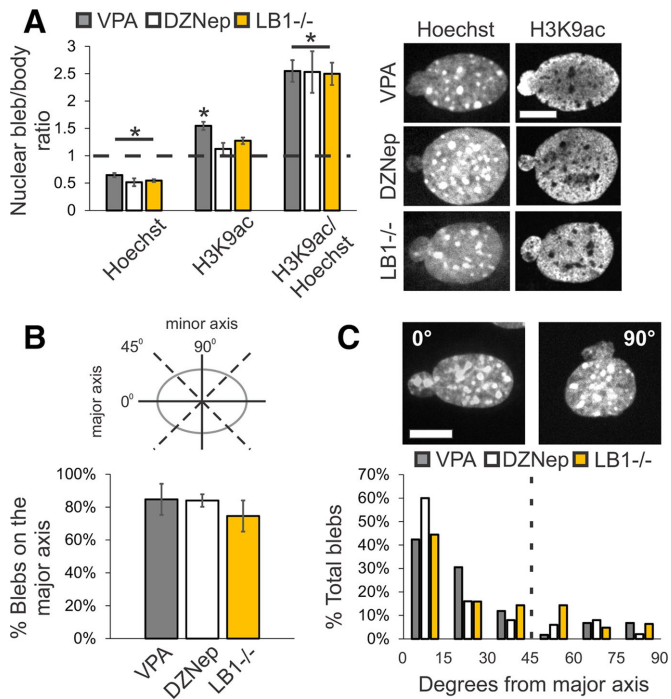 A
VPA DZNep LB1-/-
Nuclear bleb/body
ratio
3
2.5
2
1.5
1
0.5
0
*
*
*
Hoechst
H3K9ac
H3K9ac/
Hoechst
Hoechst H3K9ac
VPA
DZNep
LB1-/-
B
minor axis
45⁰ 90⁰
major axis
0⁰
% Blebs on the
major axis
100%
80%
60%
40%
20%
0%
VPA
DZNep
LB1-/-
C
0° 90°
VPA DZNep LB1-/-
% Total blebs
70%
60%
50%
40%
30%
20%
10%
0%
0 15 30 45 60 75 90
Degrees from major axis